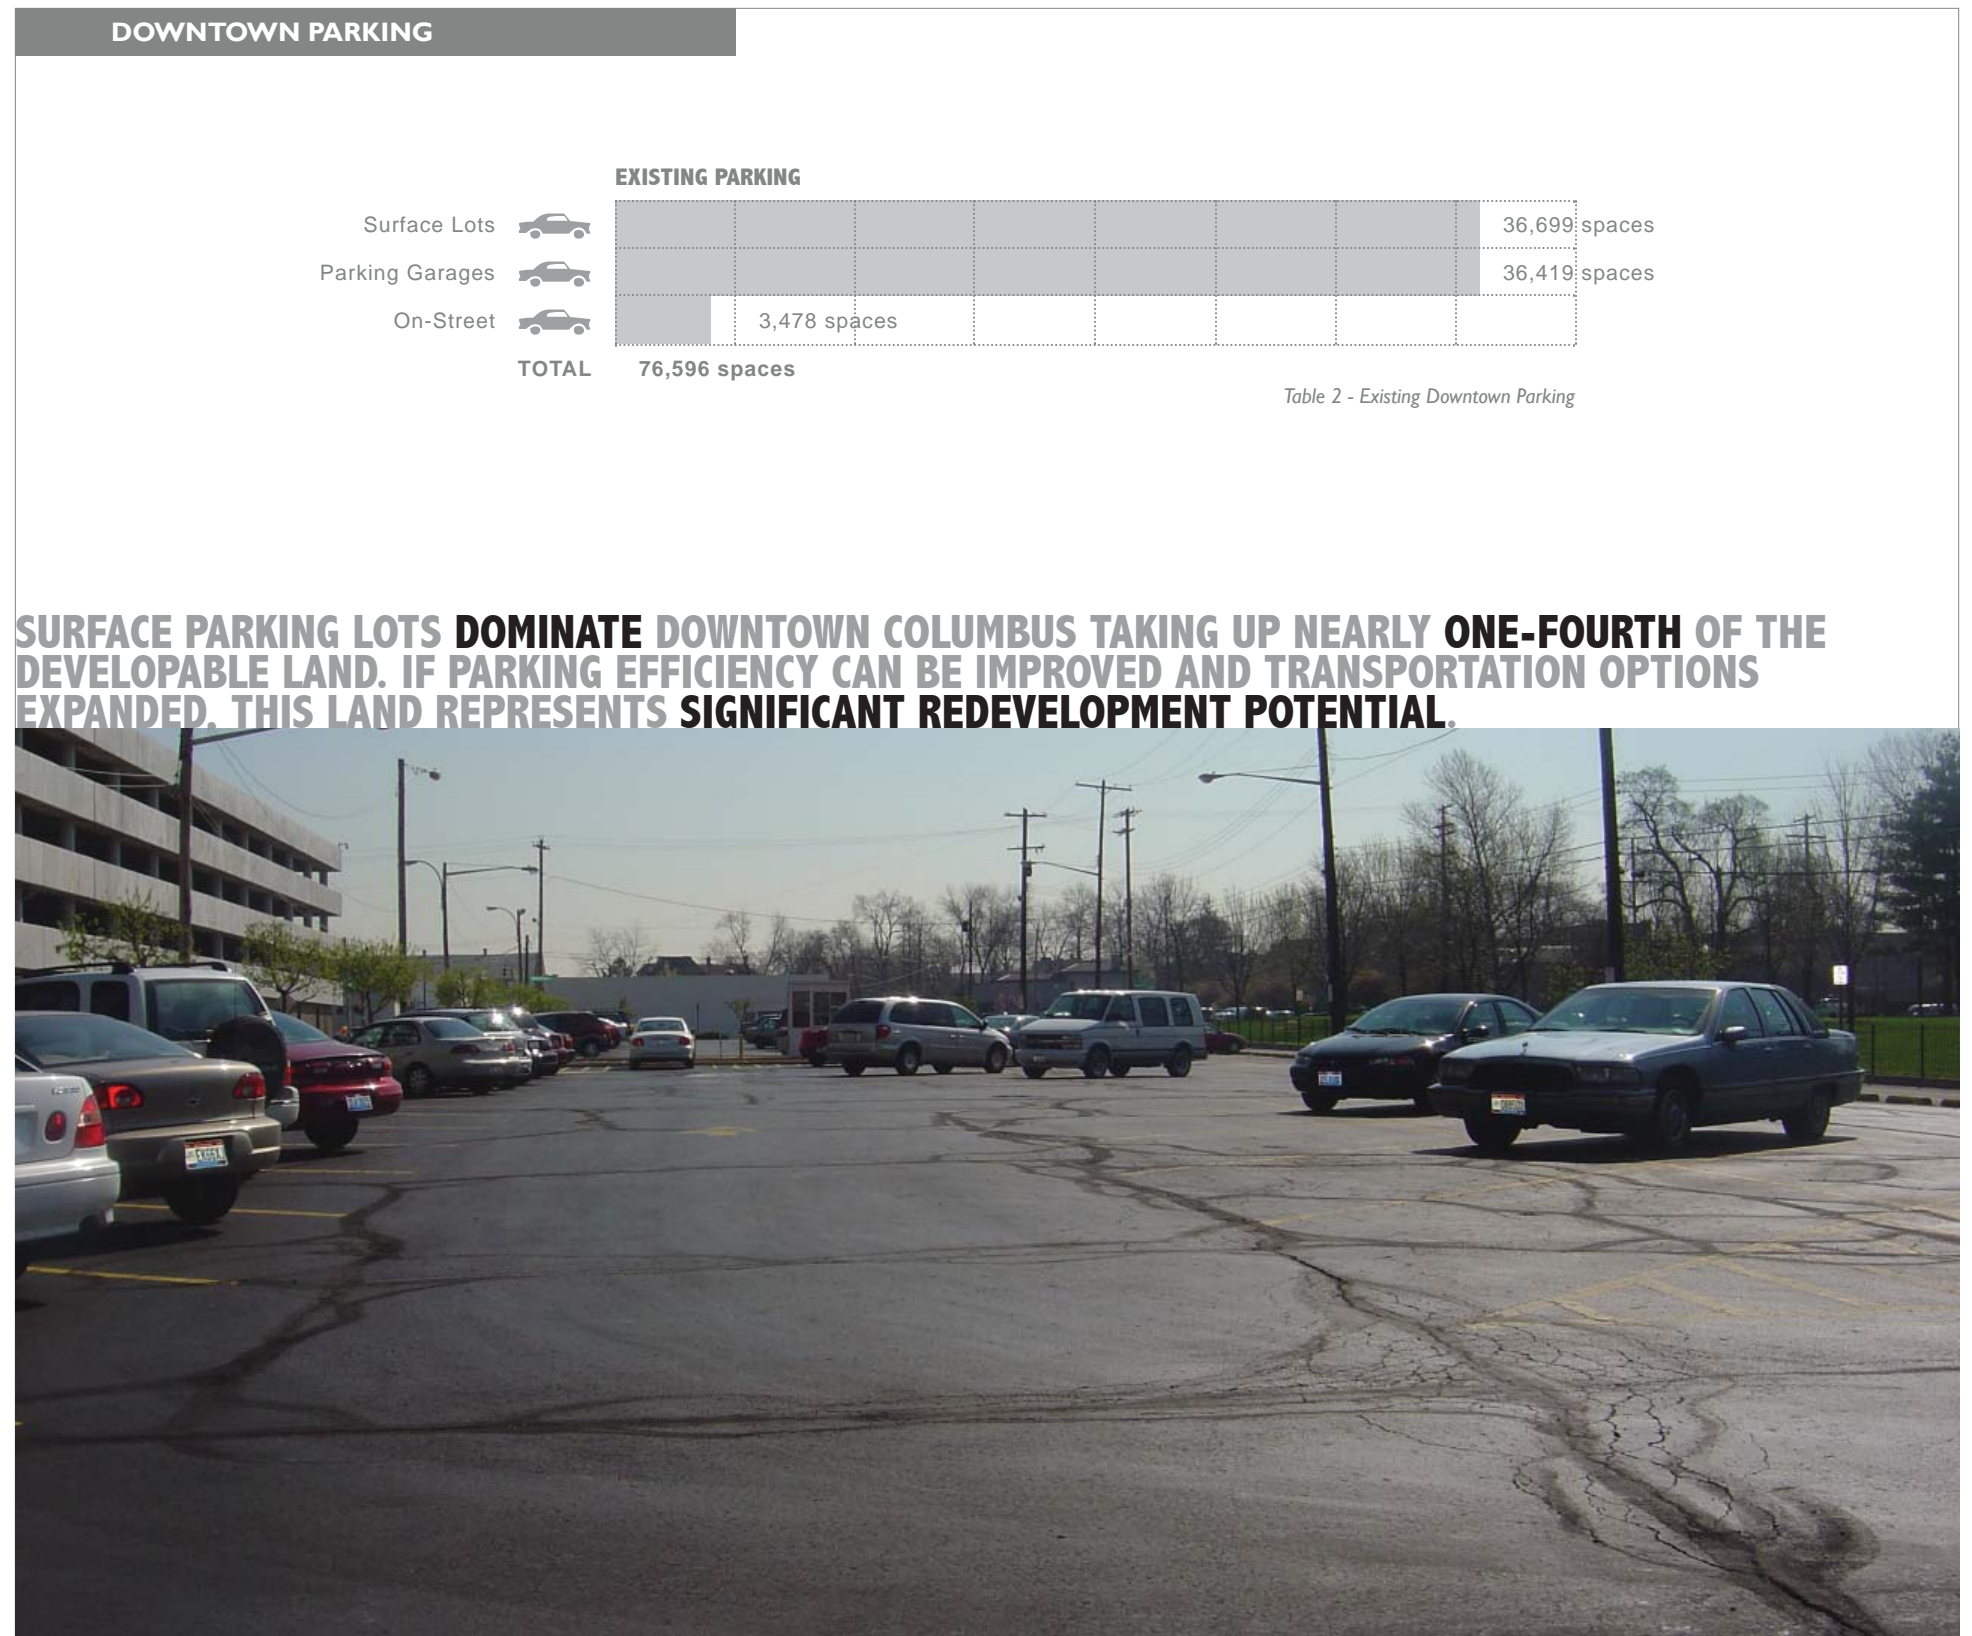 DOWNTOWN PARKING
EXISTING PARKING
Surface Lots 36,699 spaces
Parking Garages 36,419 spaces
On-Street 3,478 spaces
TOTAL 76,596 spaces
Table 2 - Existing Downtown Parking
SURFACE PARKING LOTS DOMINATE DOWNTOWN COLUMBUS TAKING UP NEARLY ONE-FOURTH OF THE
DEVELOPABLE LAND. IF PARKING EFFICIENCY CAN BE IMPROVED AND TRANSPORTATION OPTIONS
EXPANDED, THIS LAND REPRESENTS SIGNIFICANT REDEVELOPMENT POTENTIAL.